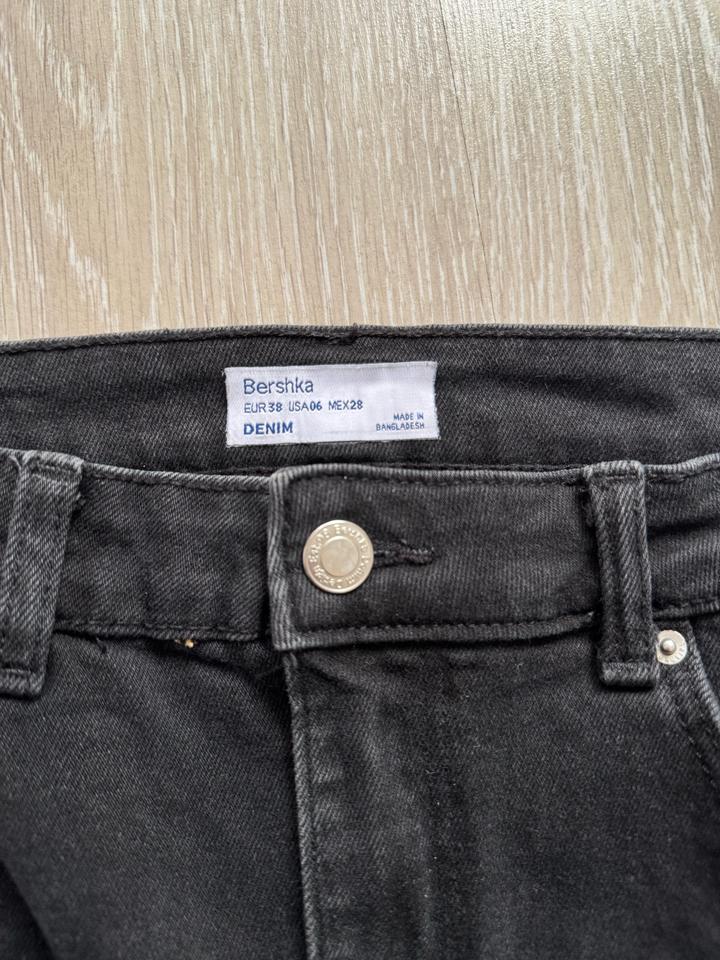 Bershka
EUR38 USA06 MEX28
DENIM
MADE IN
BANGLADESH